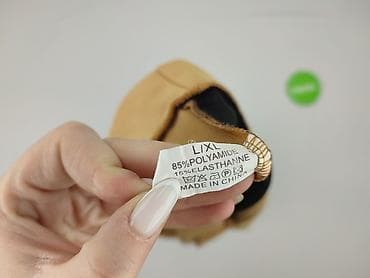 L/XL
85%POLYAMIDE
15%ELASTHANNE
MADE IN CHINA